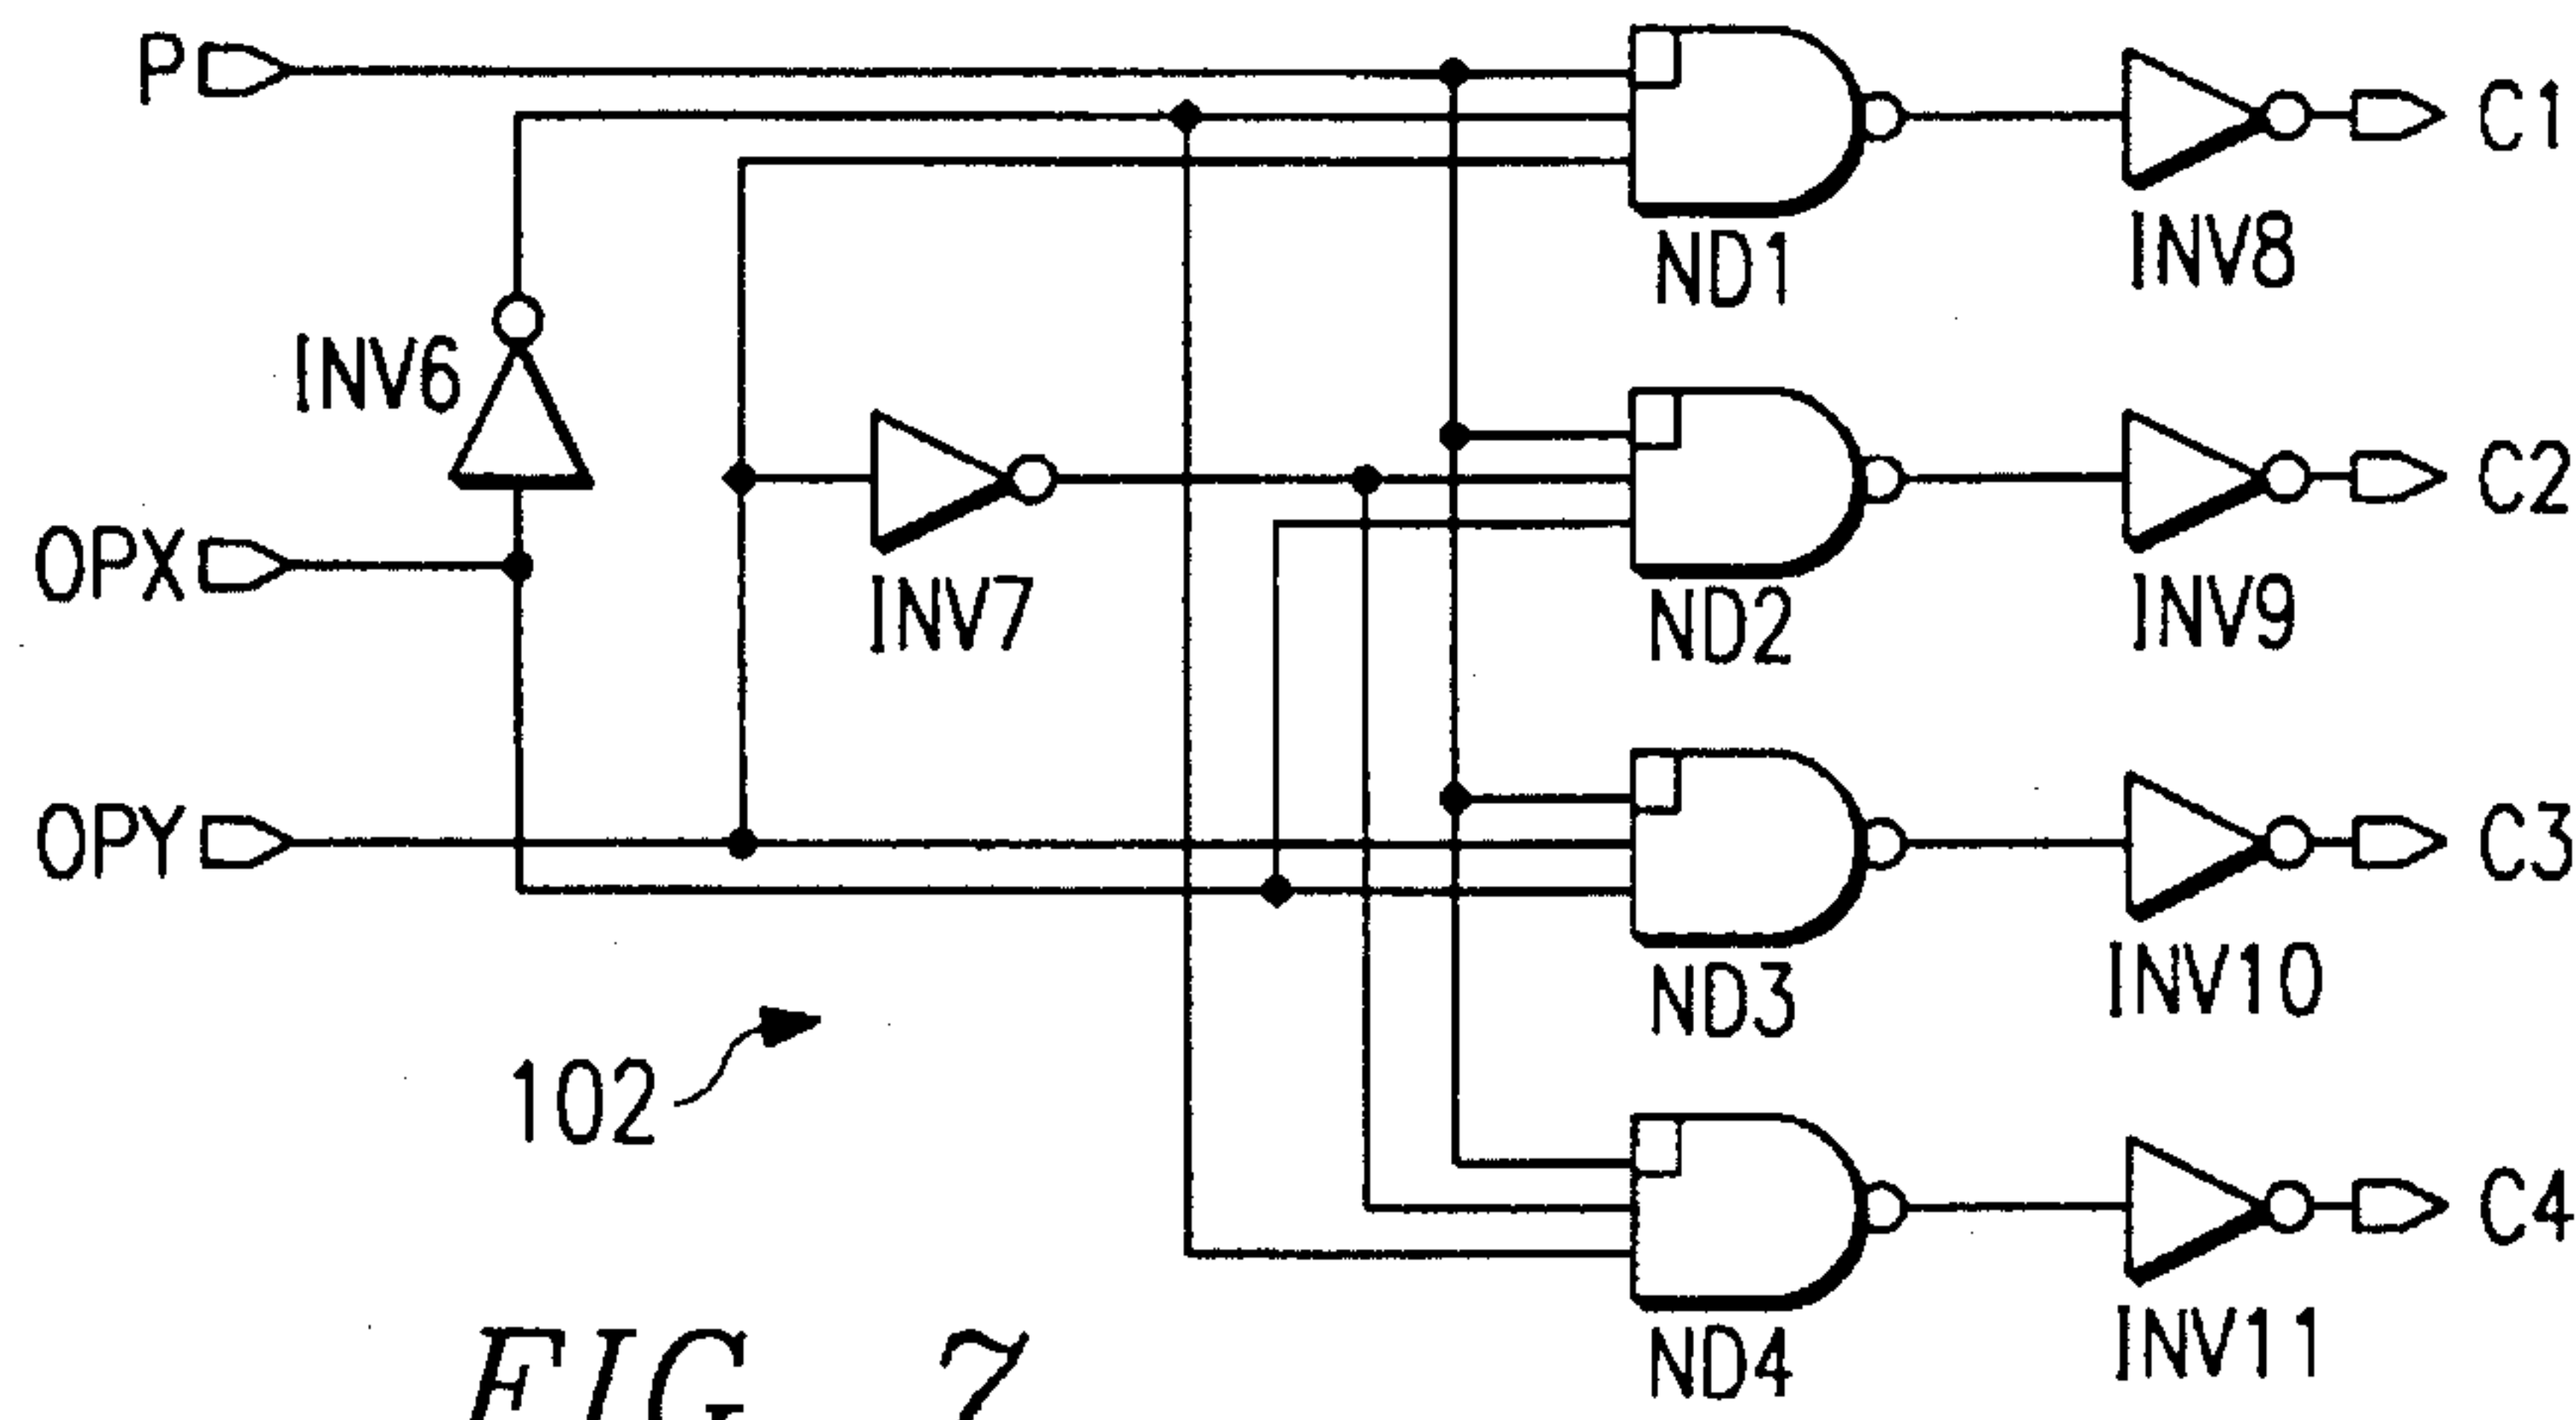 P
C1
ND1
INV8
INV6
C2
OPX
INV7
ND2
INV9
OPY
C3
ND3
INV10
102
C4
ND4
INV11
FIG. 7